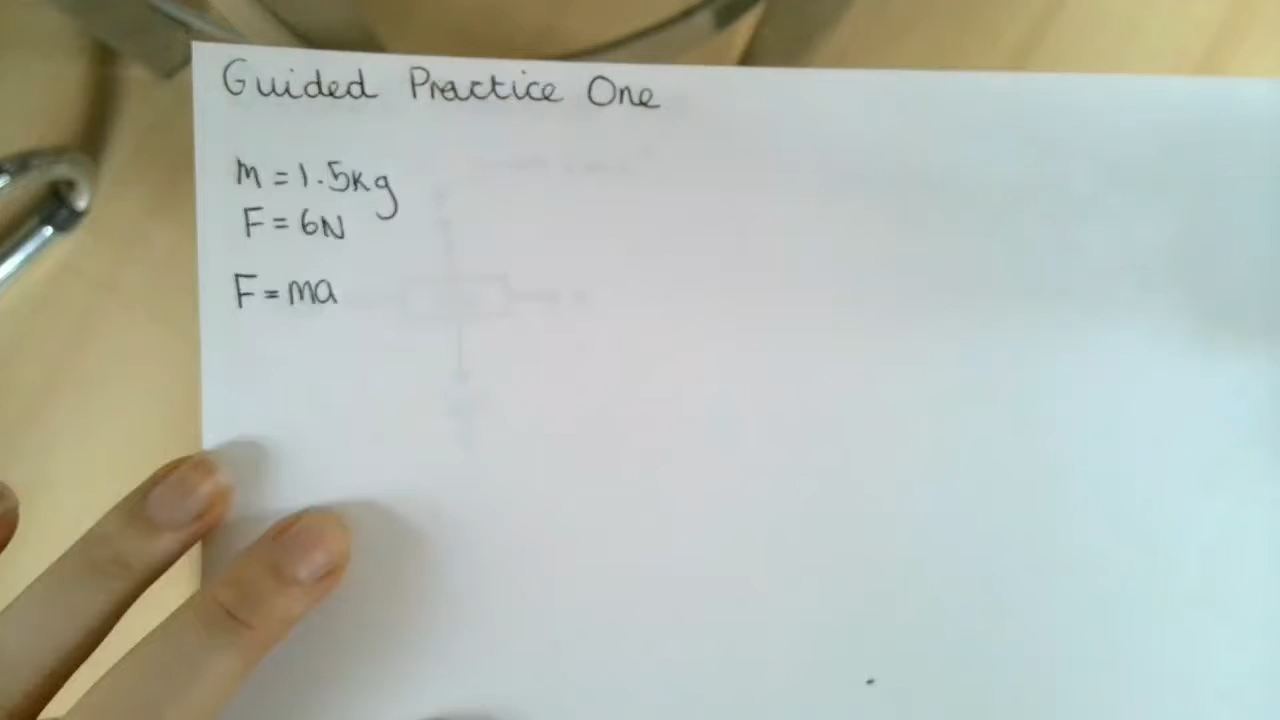 Guided Practice One
m = 1.5kg
F = 6N
F = ma